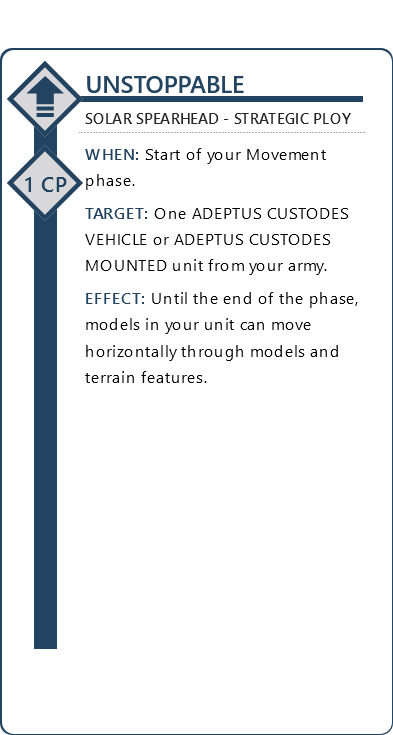 UNSTOPPABLE
SOLAR SPEARHEAD - STRATEGIC PLOY
1 CP
WHEN: Start of your Movement
phase.
TARGET: One ADEPTUS CUSTODES
VEHICLE or ADEPTUS CUSTODES
MOUNTED unit from your army.
EFFECT: Until the end of the phase,
models in your unit can move
horizontally through models and
terrain features.